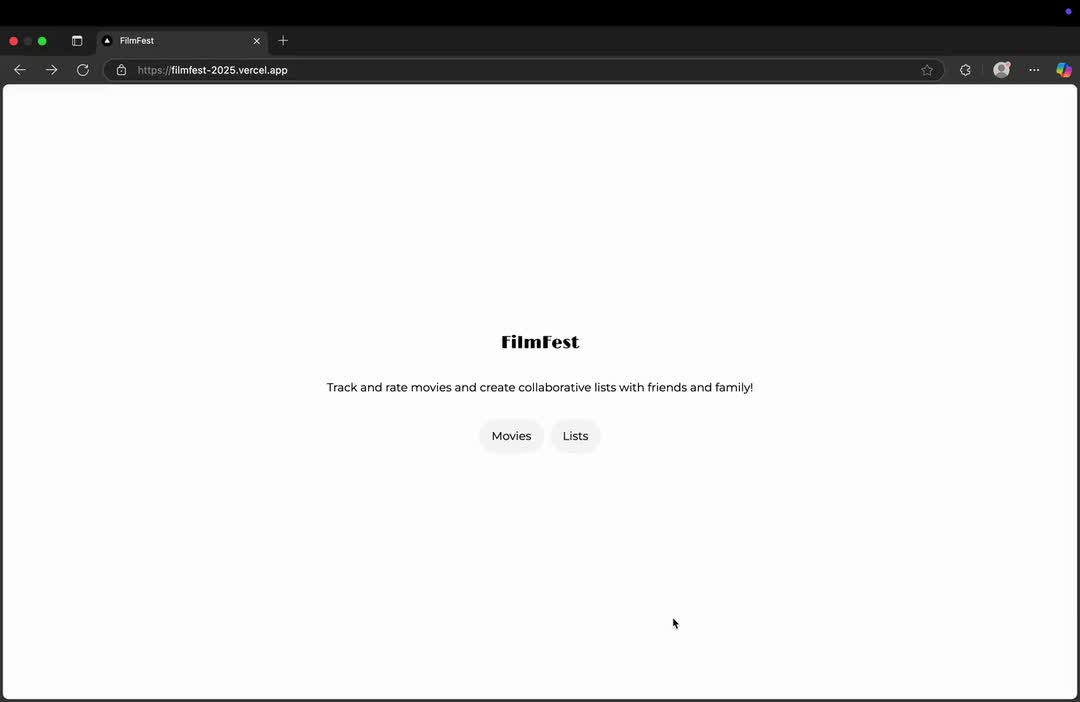 FilmFest
https://filmfest-2025.vercel.app
FilmFest
Track and rate movies and create collaborative lists with friends and family!
Movies
Lists